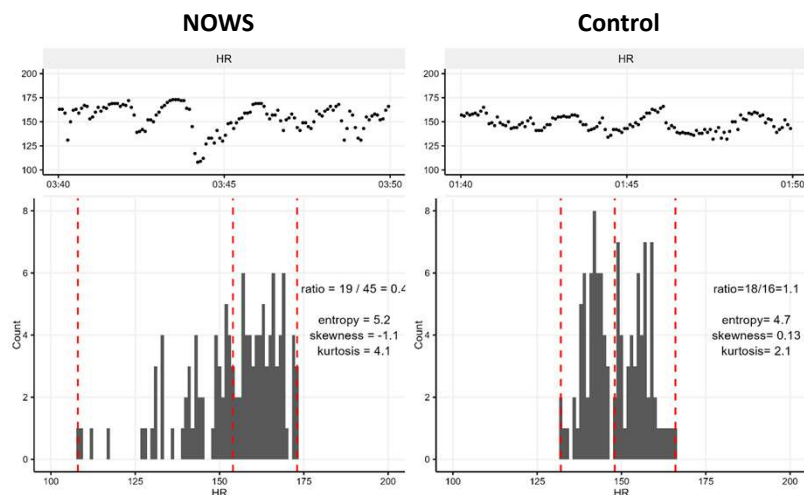 NOWS Control
HR HR
200
175
150
125
100
03:40 03:45 03:50
200
175
150
125
100
01:40 01:45 01:50
8
6
4
2
0
Count
ratio = 19 / 45 = 0.4
entropy = 5.2
skewness = -1.1
kurtosis = 4.1
100 125 150 175 200
HR
8
6
4
2
0
Count
ratio=18/16=1.1
entropy= 4.7
skewness= 0.13
kurtosis= 2.1
100 125 150 175 200
HR